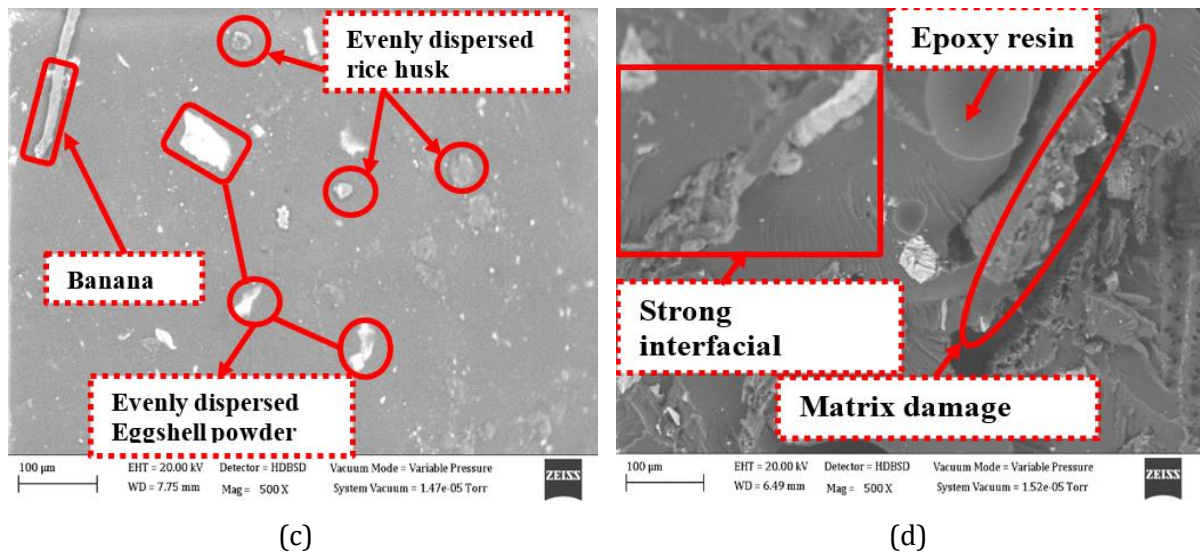 Evenly dispersed
rice husk
Banana
Evenly dispersed
Eggshell powder
100 µm
EHT = 20.00 kV
Detector = HDBSD
Vacuum Mode = Variable Pressure
WD = 7.75 mm
Mag = 500 X
System Vacuum = 1.47e-05 Torr
ZEISS
(c)
Epoxy resin
Strong
interfacial
Matrix damage
100 µm
EHT = 20.00 kV
Detector = HDBSD
Vacuum Mode = Variable Pressure
WD = 6.49 mm
Mag = 500 X
System Vacuum = 1.52e-05 Torr
ZEISS
(d)